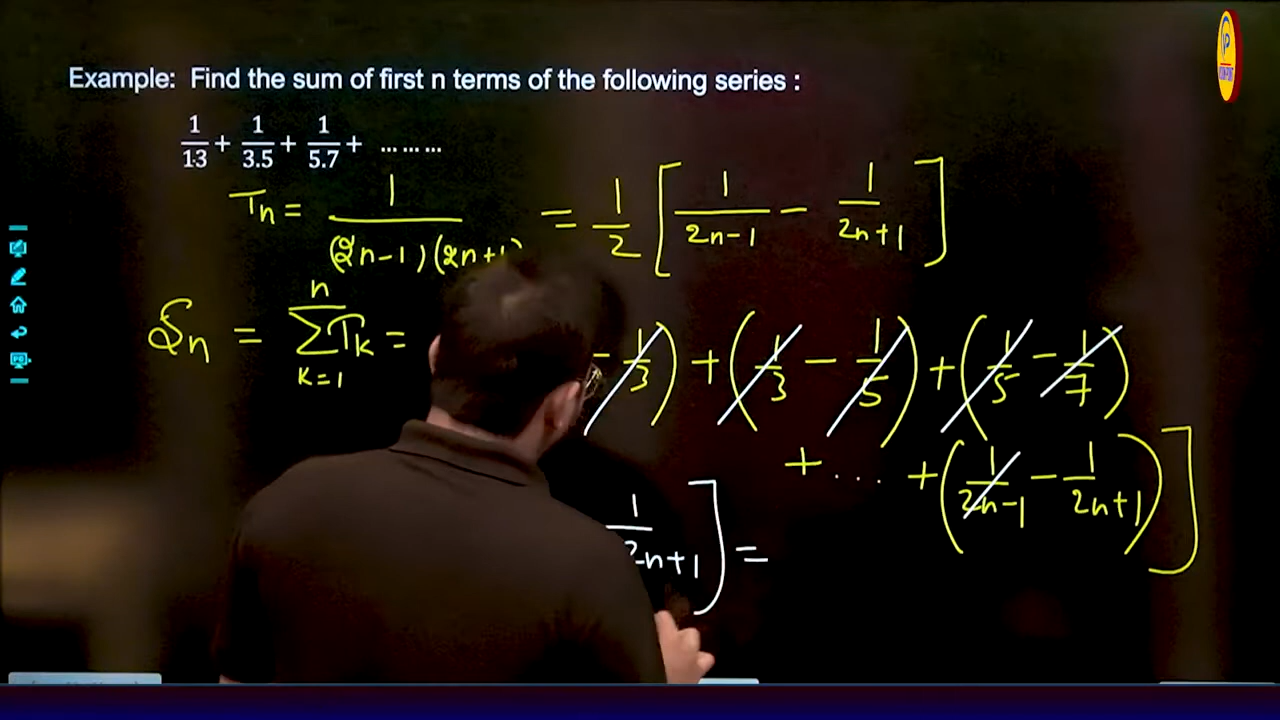 Example: Find the sum of first n terms of the following series :
1/1.3 + 1/3.5 + 1/5.7 + ... ... ...
Tn = 1/(2n-1)(2n+1) = 1/2 [ 1/2n-1 - 1/2n+1 ]
Sn = n Σ k=1 Tk = - 1/3 ) + ( 1/3 - 1/5 ) + ( 1/5 - 1/7 )
+ ... + ( 1/2n-1 - 1/2n+1 ) ]
1/2n+1 ] =